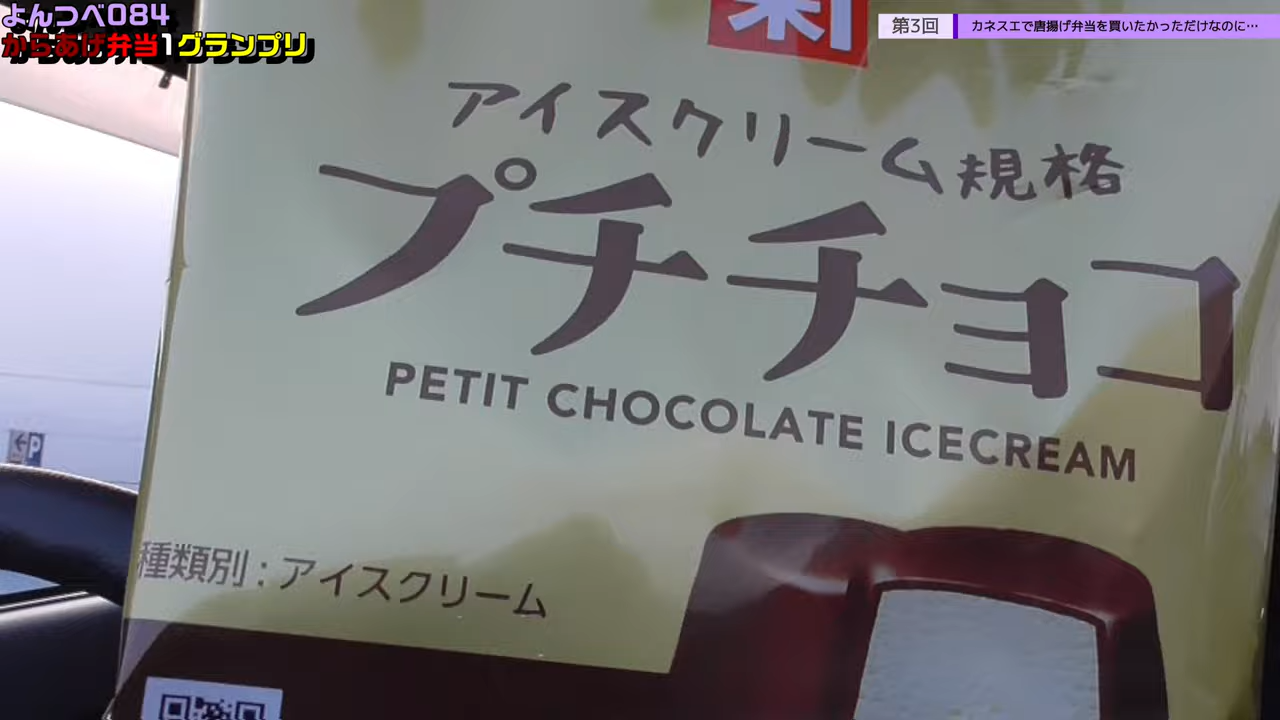 よんつべ084
からあげ弁当1グランプリ
第3回
カネスエで唐揚げ弁当を買いたかっただけなのに…
新
アイスクリーム規格
プチチョコ
PETIT CHOCOLATE ICECREAM
←P
種類別：アイスクリーム